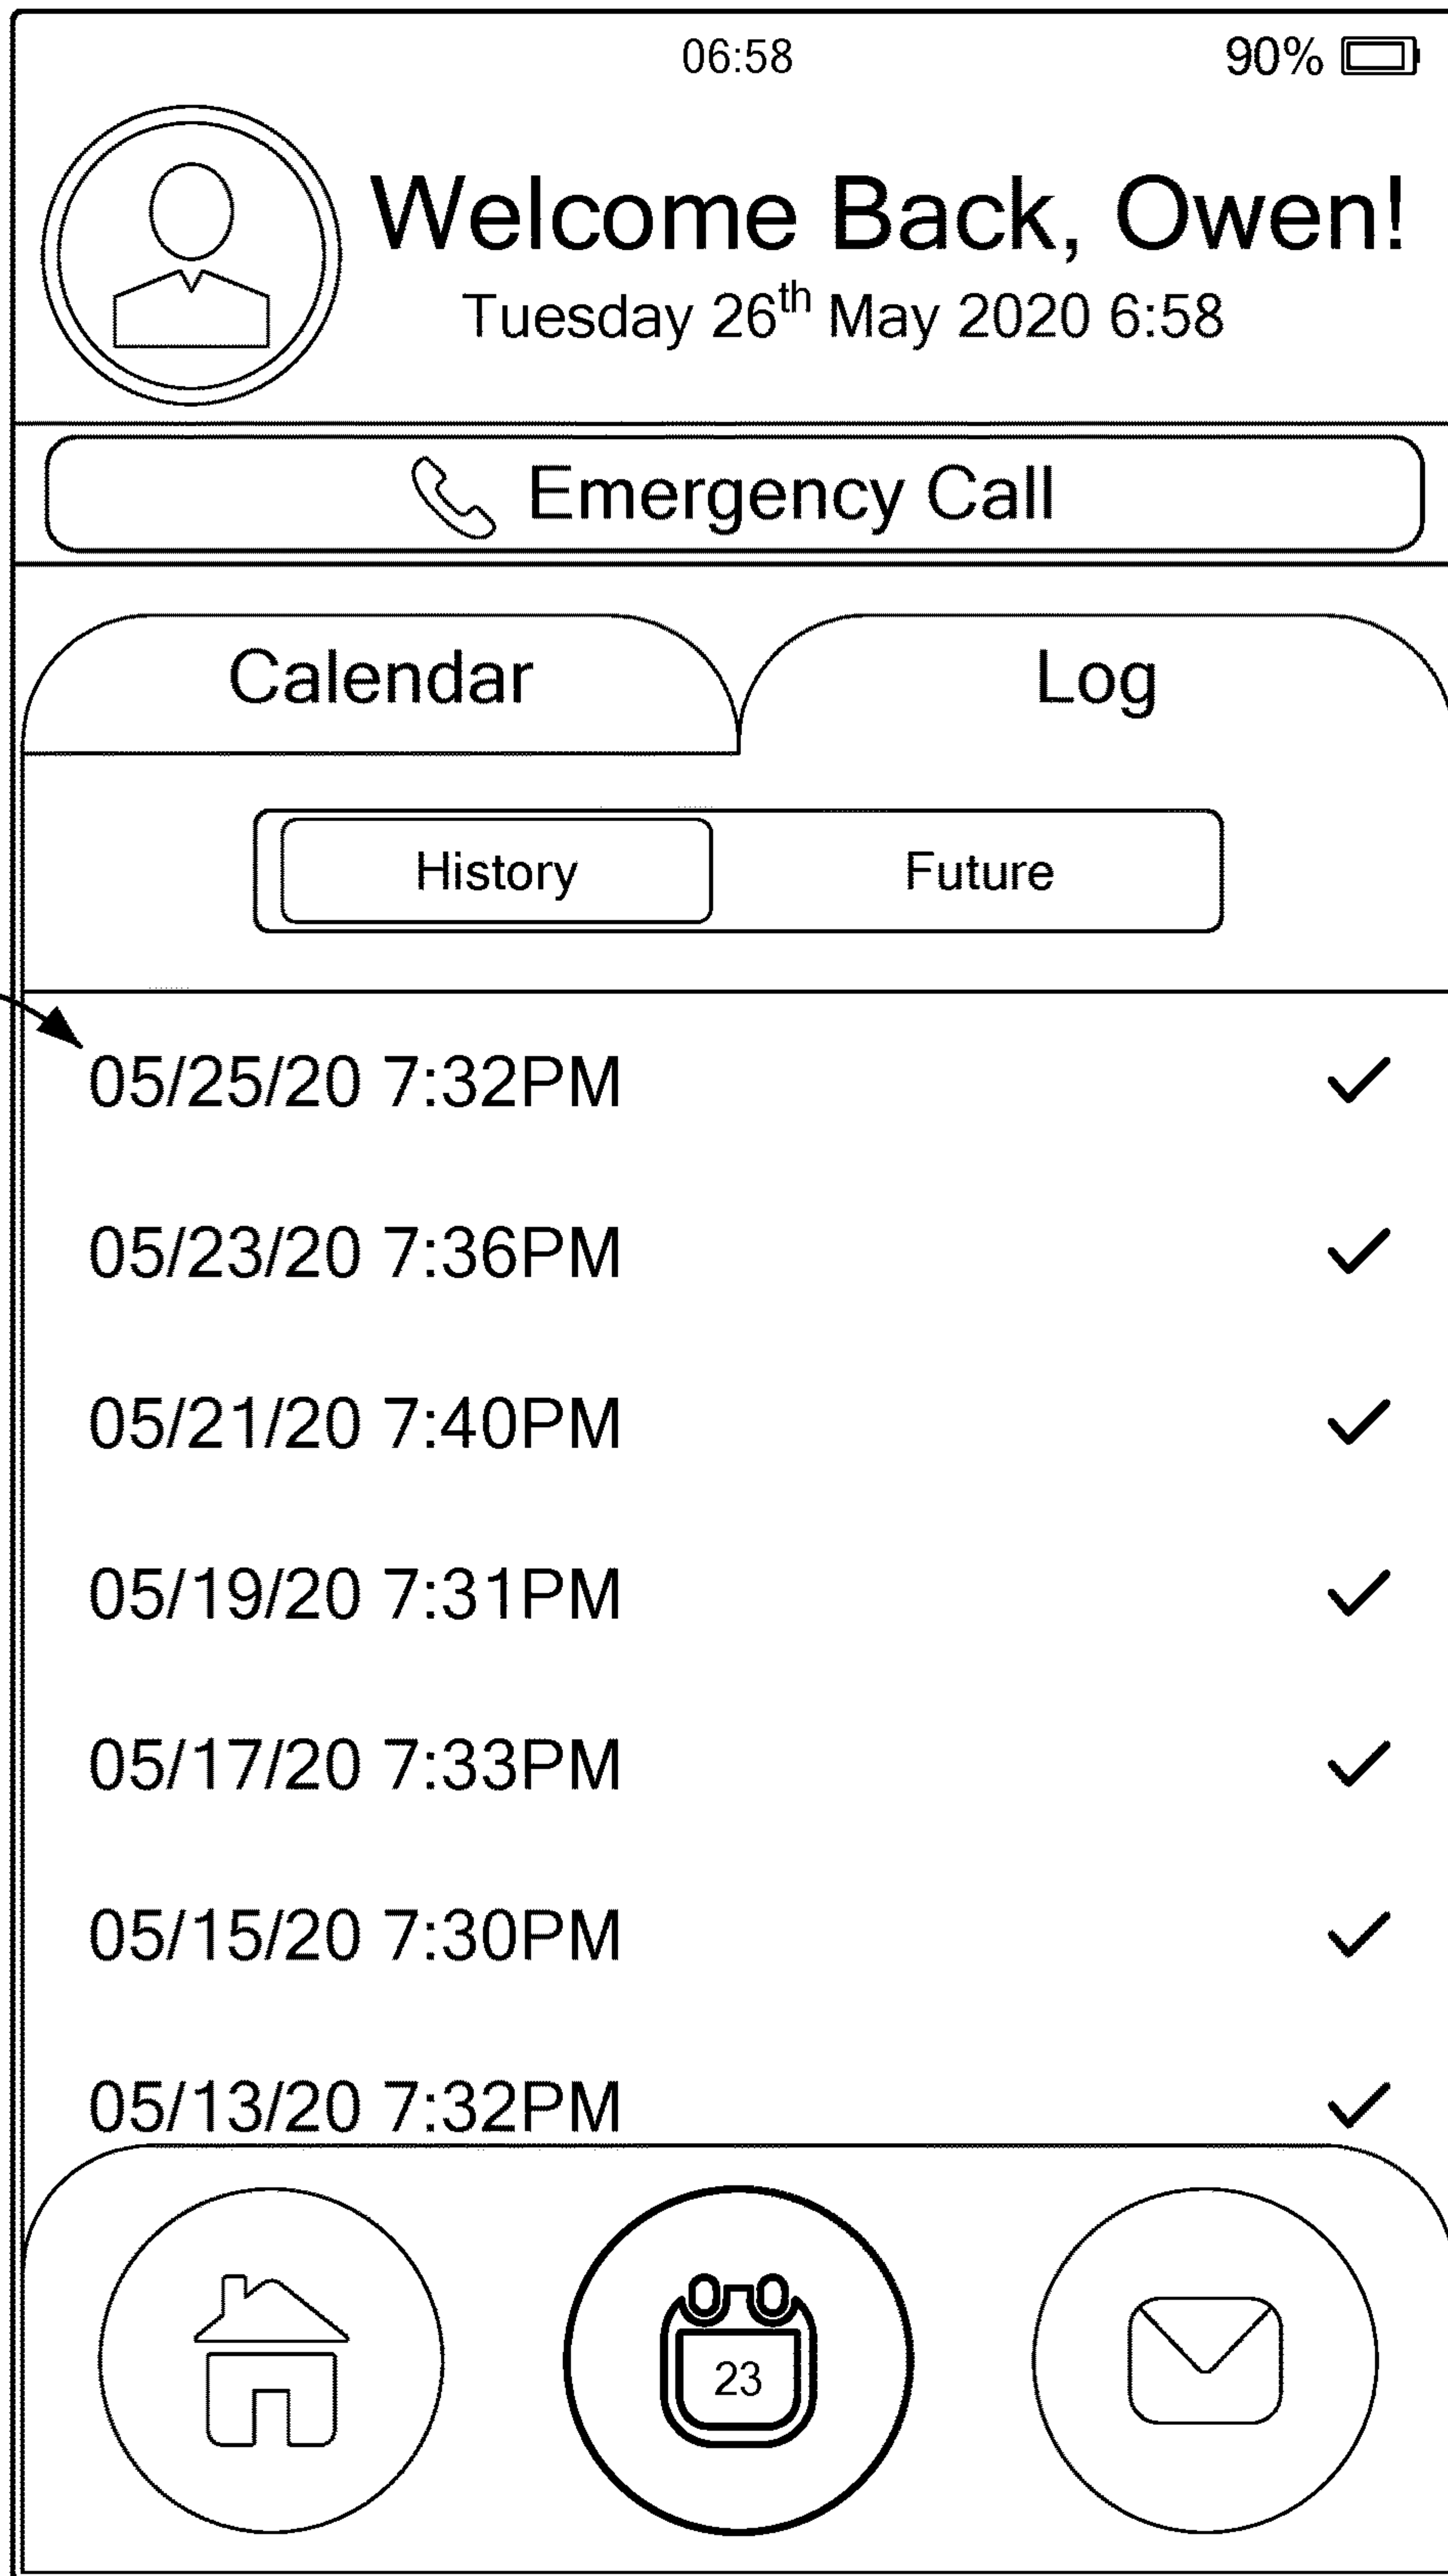 06:58 90%
Welcome Back, Owen!
Tuesday 26th May 2020 6:58
Emergency Call
Calendar Log
History Future
05/25/20 7:32PM
05/23/20 7:36PM
05/21/20 7:40PM
05/19/20 7:31PM
05/17/20 7:33PM
05/15/20 7:30PM
05/13/20 7:32PM
23